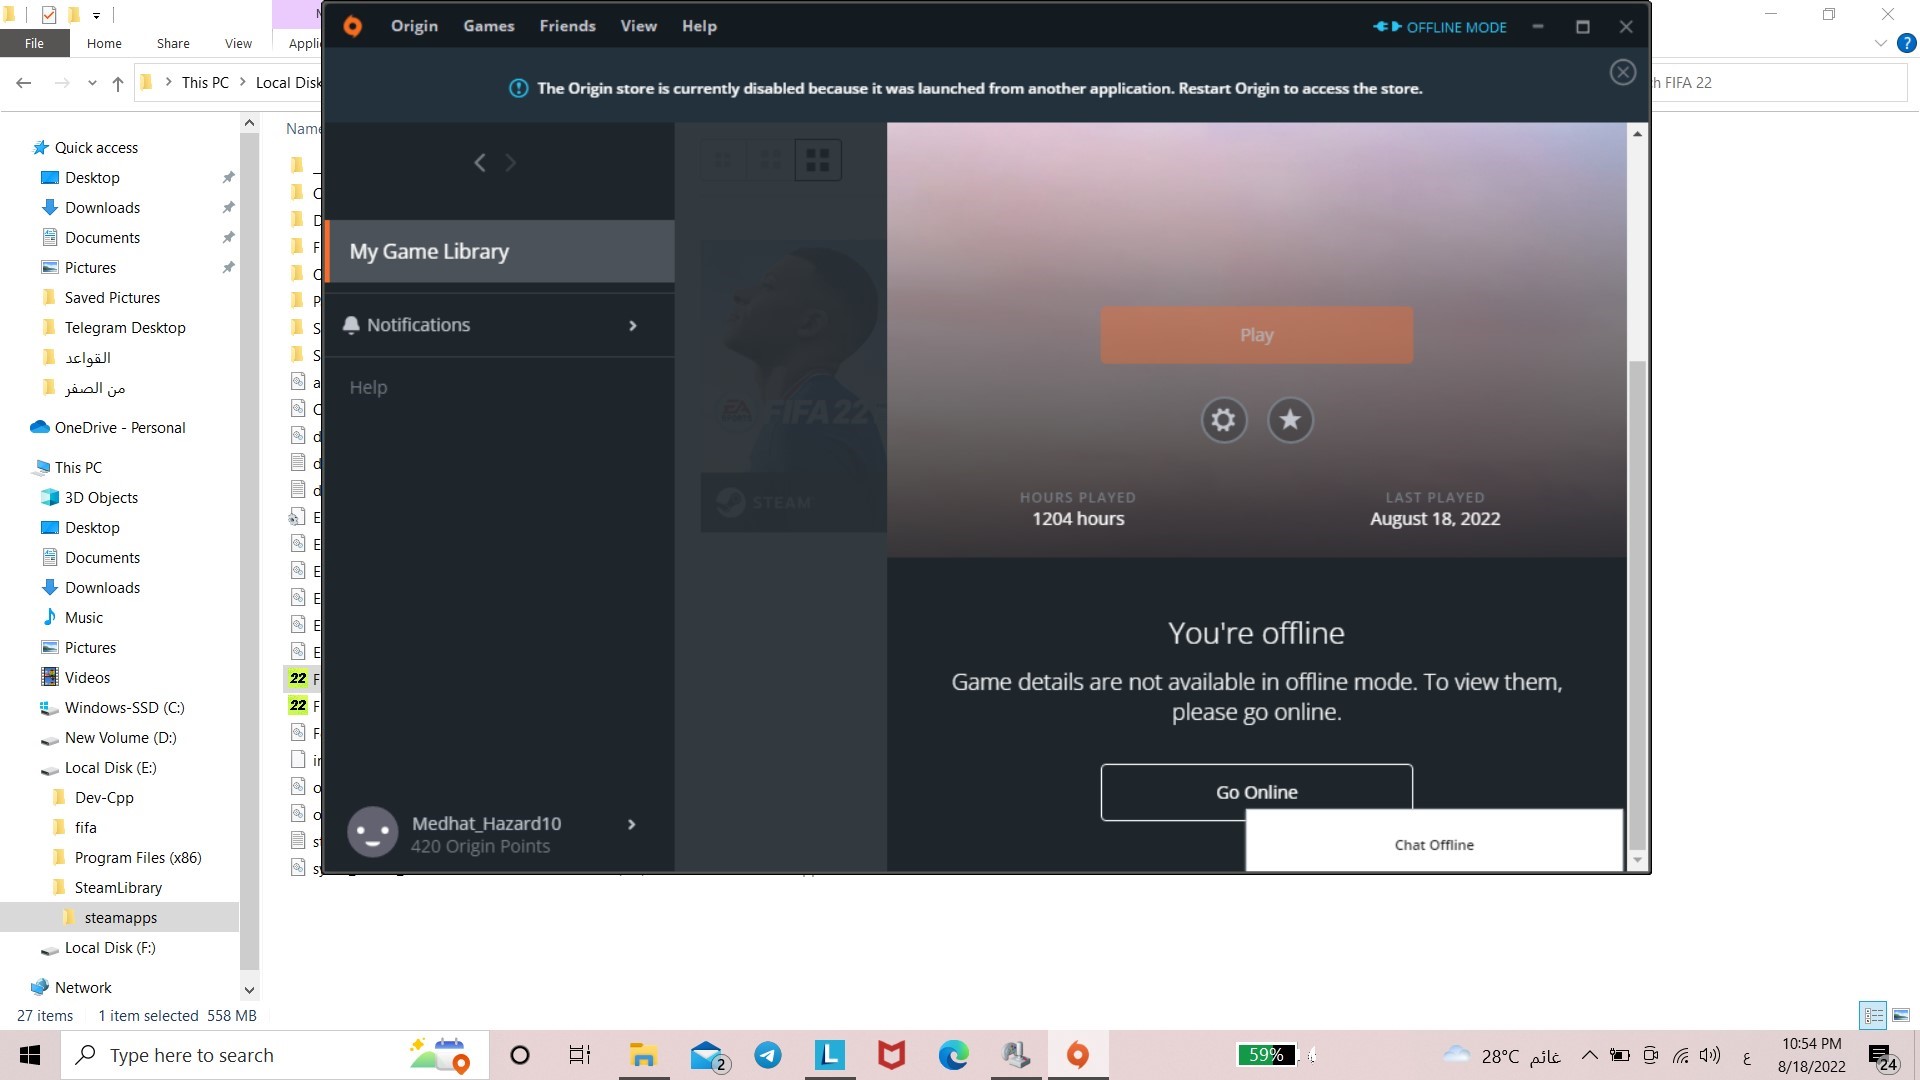 File
Home
Share
View
Appli
Origin
Games
Friends
View
Help
OFFLINE MODE
This PC
Local Disk
FIFA 22
The Origin store is currently disabled because it was launched from another application. Restart Origin to access the store.
Name
Quick access
Desktop
Downloads
Documents
Pictures
Saved Pictures
Telegram Desktop
القواعد
من الصفر
OneDrive - Personal
This PC
3D Objects
Desktop
Documents
Downloads
Music
Pictures
Videos
Windows-SSD (C:)
New Volume (D:)
Local Disk (E:)
Dev-Cpp
fifa
Program Files (x86)
SteamLibrary
steamapps
Local Disk (F:)
Network
27 items
1 item selected 558 MB
22
22
My Game Library
Notifications
Help
Medhat_Hazard10
420 Origin Points
EA FIFA 22
STEAM
Play
HOURS PLAYED
1204 hours
LAST PLAYED
August 18, 2022
You're offline
Game details are not available in offline mode. To view them,
please go online.
Go Online
Chat Offline
Type here to search
2
L
59%
28°C غائم
ع
10:54 PM
8/18/2022
24